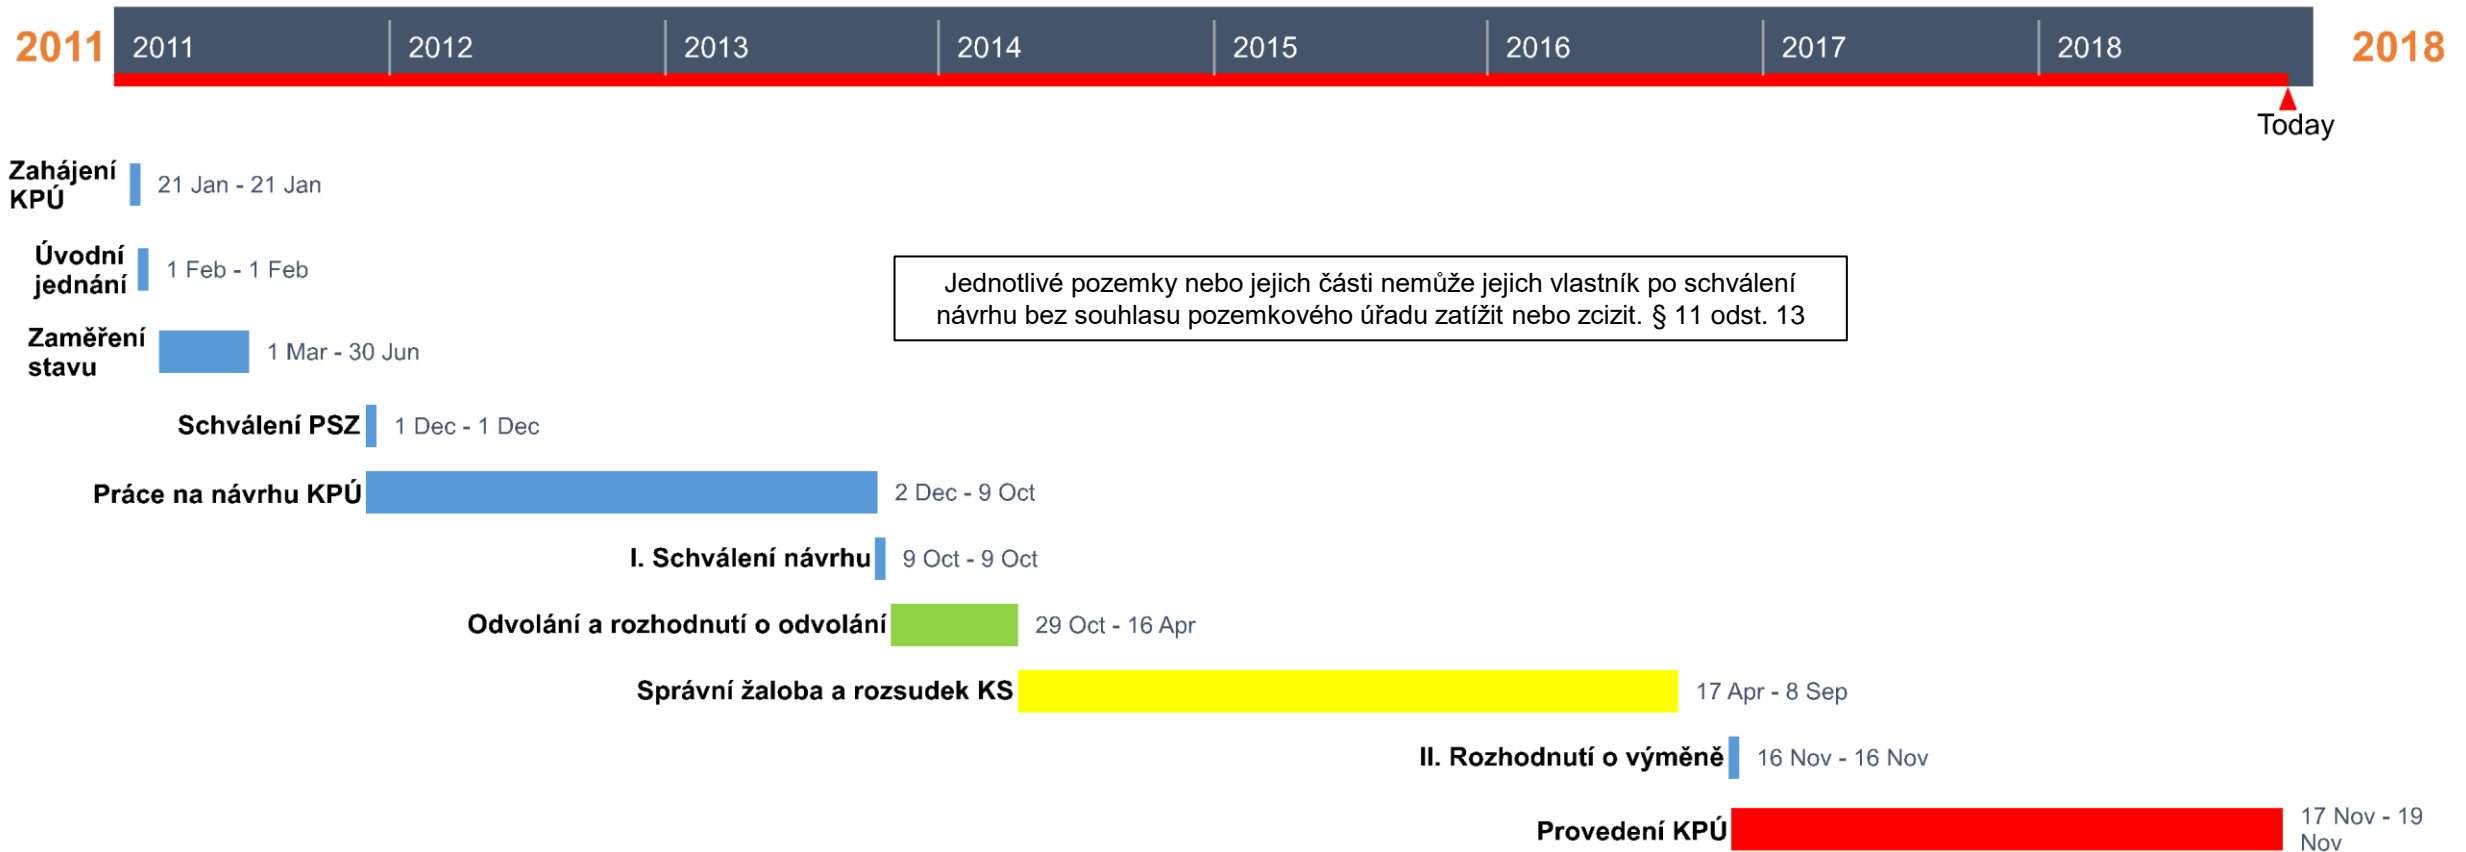 2011 2011 2012 2013 2014 2015 2016 2017 2018 2018
Today
Zahájení
KPÚ
21 Jan - 21 Jan
Úvodní
jednání
1 Feb - 1 Feb
Jednotlivé pozemky nebo jejich části nemůže jejich vlastník po schválení
návrhu bez souhlasu pozemkového úřadu zatížit nebo zcizit. § 11 odst. 13
Zaměření
stavu
1 Mar - 30 Jun
Schválení PSZ 1 Dec - 1 Dec
Práce na návrhu KPÚ 2 Dec - 9 Oct
I. Schválení návrhu 9 Oct - 9 Oct
Odvolání a rozhodnutí o odvolání 29 Oct - 16 Apr
Správní žaloba a rozsudek KS 17 Apr - 8 Sep
II. Rozhodnutí o výměně 16 Nov - 16 Nov
Provedení KPÚ
17 Nov - 19
Nov